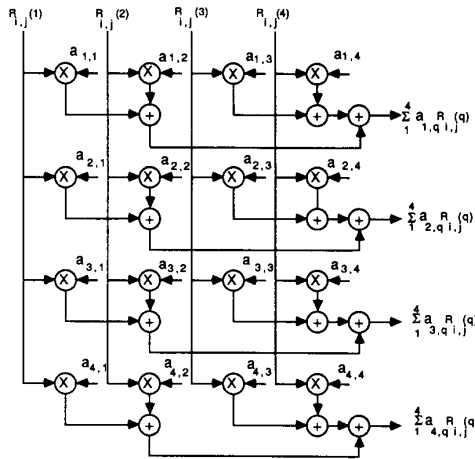 R i,j (1) R i,j (2) R i,j (3) R i,j (4)
a 1,1 a 1,2 a 1,3 a 1,4
X X X X
+ + +
4 Σ 1 a 1,q R i,j (q)
a 2,1 a 2,2 a 2,3 a 2,4
X X X X
+ + +
4 Σ 1 a 2,q R i,j (q)
a 3,1 a 3,2 a 3,3 a 3,4
X X X X
+ + +
4 Σ 1 a 3,q R i,j (q)
a 4,1 a 4,2 a 4,3 a 4,4
X X X X
+ + +
4 Σ 1 a 4,q R i,j (q)